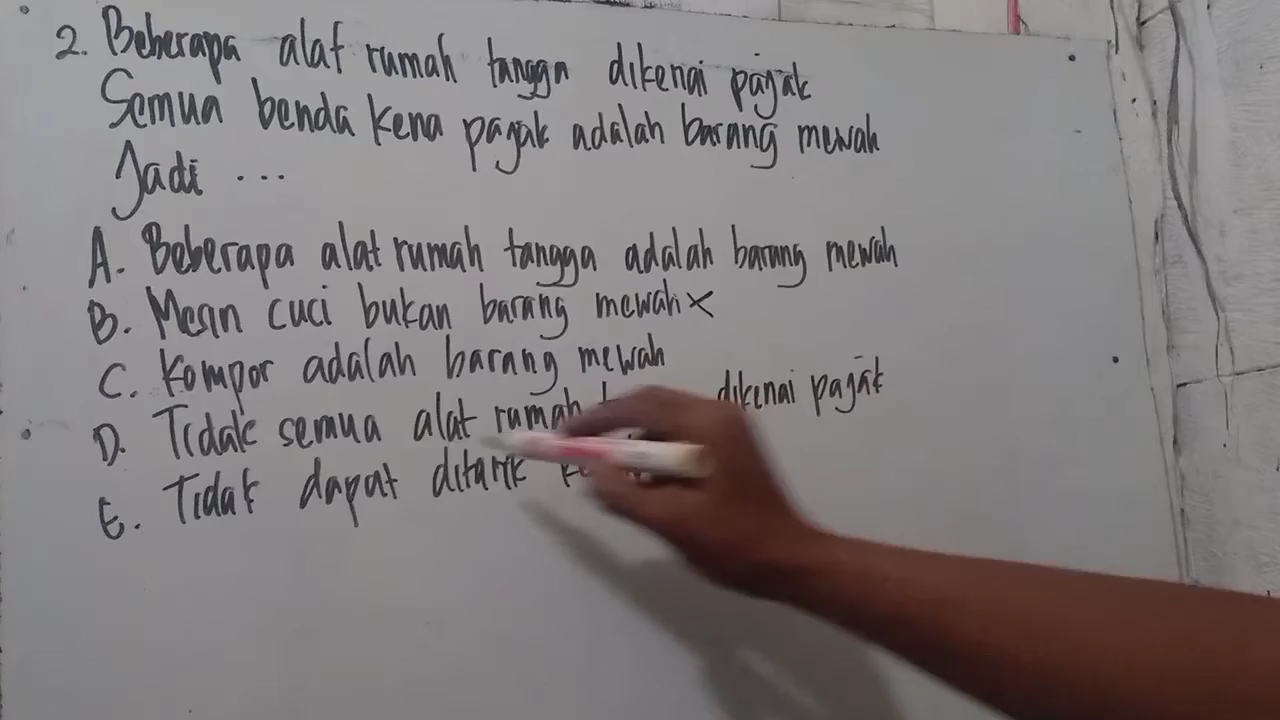 2. Beberapa alat rumah tangga dikenai pajak
Semua benda kena pajak adalah barang mewah
Jadi ...
A. Beberapa alat rumah tangga adalah barang mewah
B. Mesin cuci bukan barang mewah ×
C. Kompor adalah barang mewah
D. Tidak semua alat rumah dikenai pajak
E. Tidak dapat ditarik